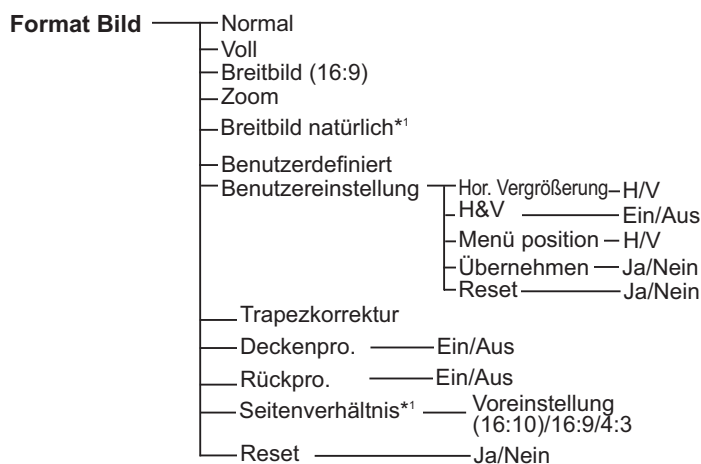 Format Bild Normal
Voll
Breitbild (16:9)
Zoom
Breitbild natürlich*1
Benutzerdefiniert
Benutzereinstellung Hor. Vergrößerung H/V
H&V Ein/Aus
Menü position H/V
Übernehmen Ja/Nein
Reset Ja/Nein
Trapezkorrektur
Deckenpro. Ein/Aus
Rückpro. Ein/Aus
Seitenverhältnis*1 Voreinstellung
(16:10)/16:9/4:3
Reset Ja/Nein